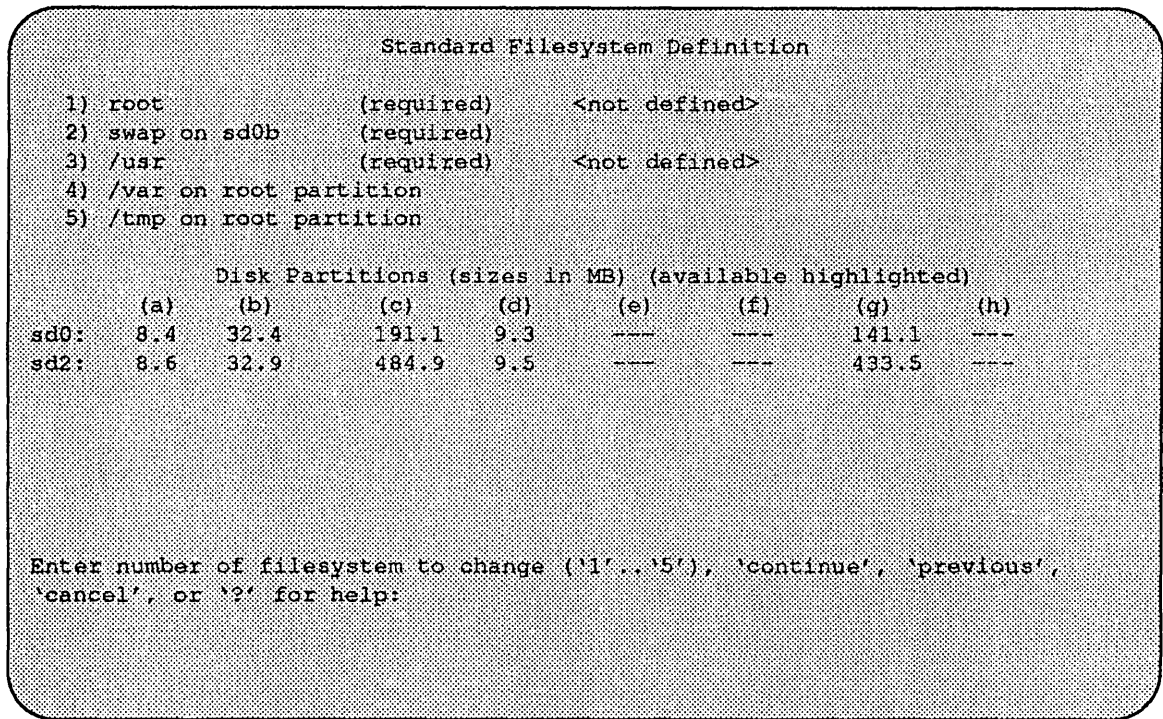 Standard Filesystem Definition
1) root (required) <not defined>
2) swap on sd0b (required)
3) /usr (required) <not defined>
4) /var on root partition
5) /tmp on root partition
Disk Partitions (sizes in MB) (available highlighted)
(a) (b) (c) (d) (e) (f) (g) (h)
sd0: 8.4 32.4 191.1 9.3 --- --- 141.1 ---
sd2: 8.6 32.9 484.9 9.5 --- --- 433.5 ---
Enter number of filesystem to change (‘1’..‘5’), ‘continue’, ‘previous’,
‘cancel’, or ‘?’ for help: